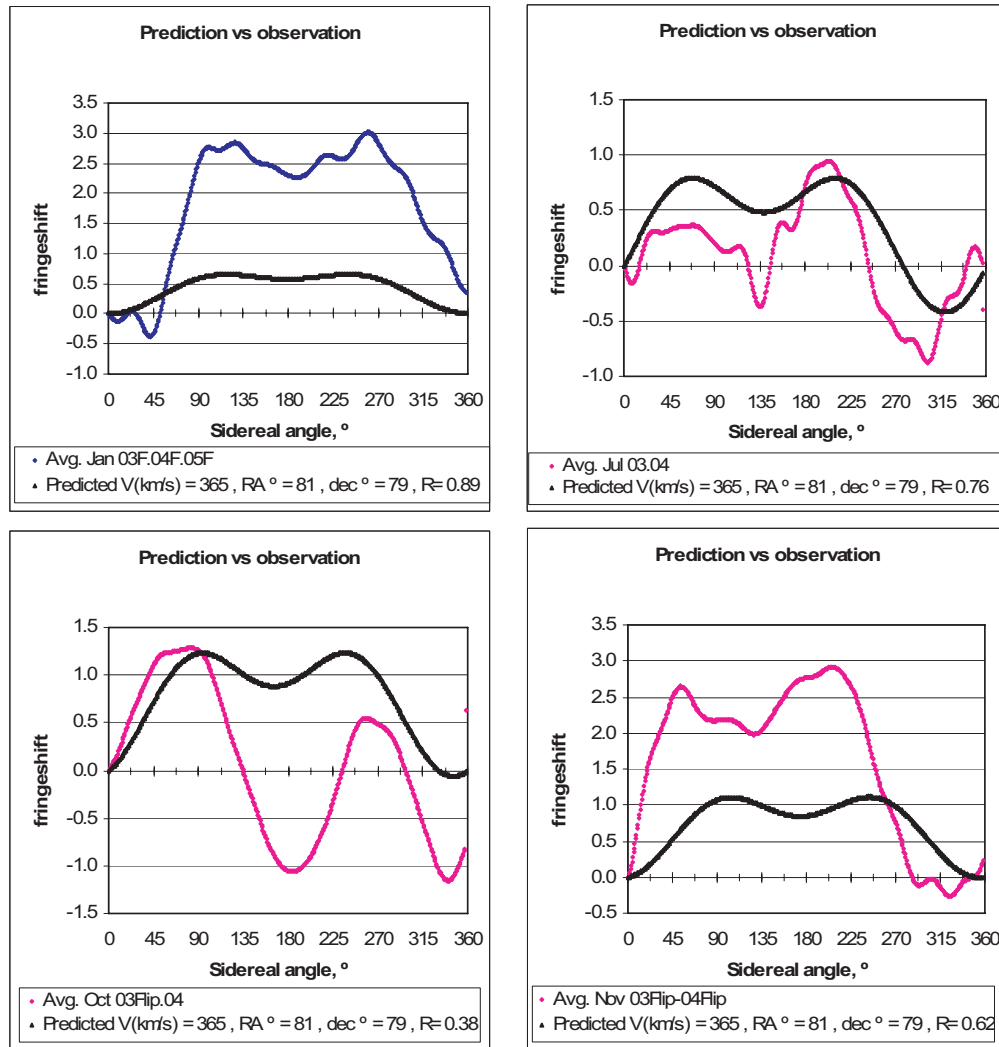 Prediction vs observation
3.5
3.0
2.5
2.0
1.5
1.0
0.5
0.0
-0.5
-1.0
fringeshift
0 45 90 135 180 225 270 315 360
Sidereal angle, º
Avg. Jan 03F.04F.05F
Predicted V(km/s) = 365 , RA º = 81 , dec º = 79 , R= 0.89
Prediction vs observation
1.5
1.0
0.5
0.0
-0.5
-1.0
fringeshift
0 45 90 135 180 225 270 315 360
Sidereal angle, º
Avg. Jul 03.04
Predicted V(km/s) = 365 , RA º = 81 , dec º = 79 , R= 0.76
Prediction vs observation
1.5
1.0
0.5
0.0
-0.5
-1.0
-1.5
fringeshift
0 45 90 135 180 225 270 315 360
Sidereal angle, º
Avg. Oct 03Flip.04
Predicted V(km/s) = 365 , RA º = 81 , dec º = 79 , R= 0.38
Prediction vs observation
3.5
3.0
2.5
2.0
1.5
1.0
0.5
0.0
-0.5
fringeshift
0 45 90 135 180 225 270 315 360
Sidereal angle, º
Avg. Nov 03Flip-04Flip
Predicted V(km/s) = 365 , RA º = 81 , dec º = 79 , R= 0.62